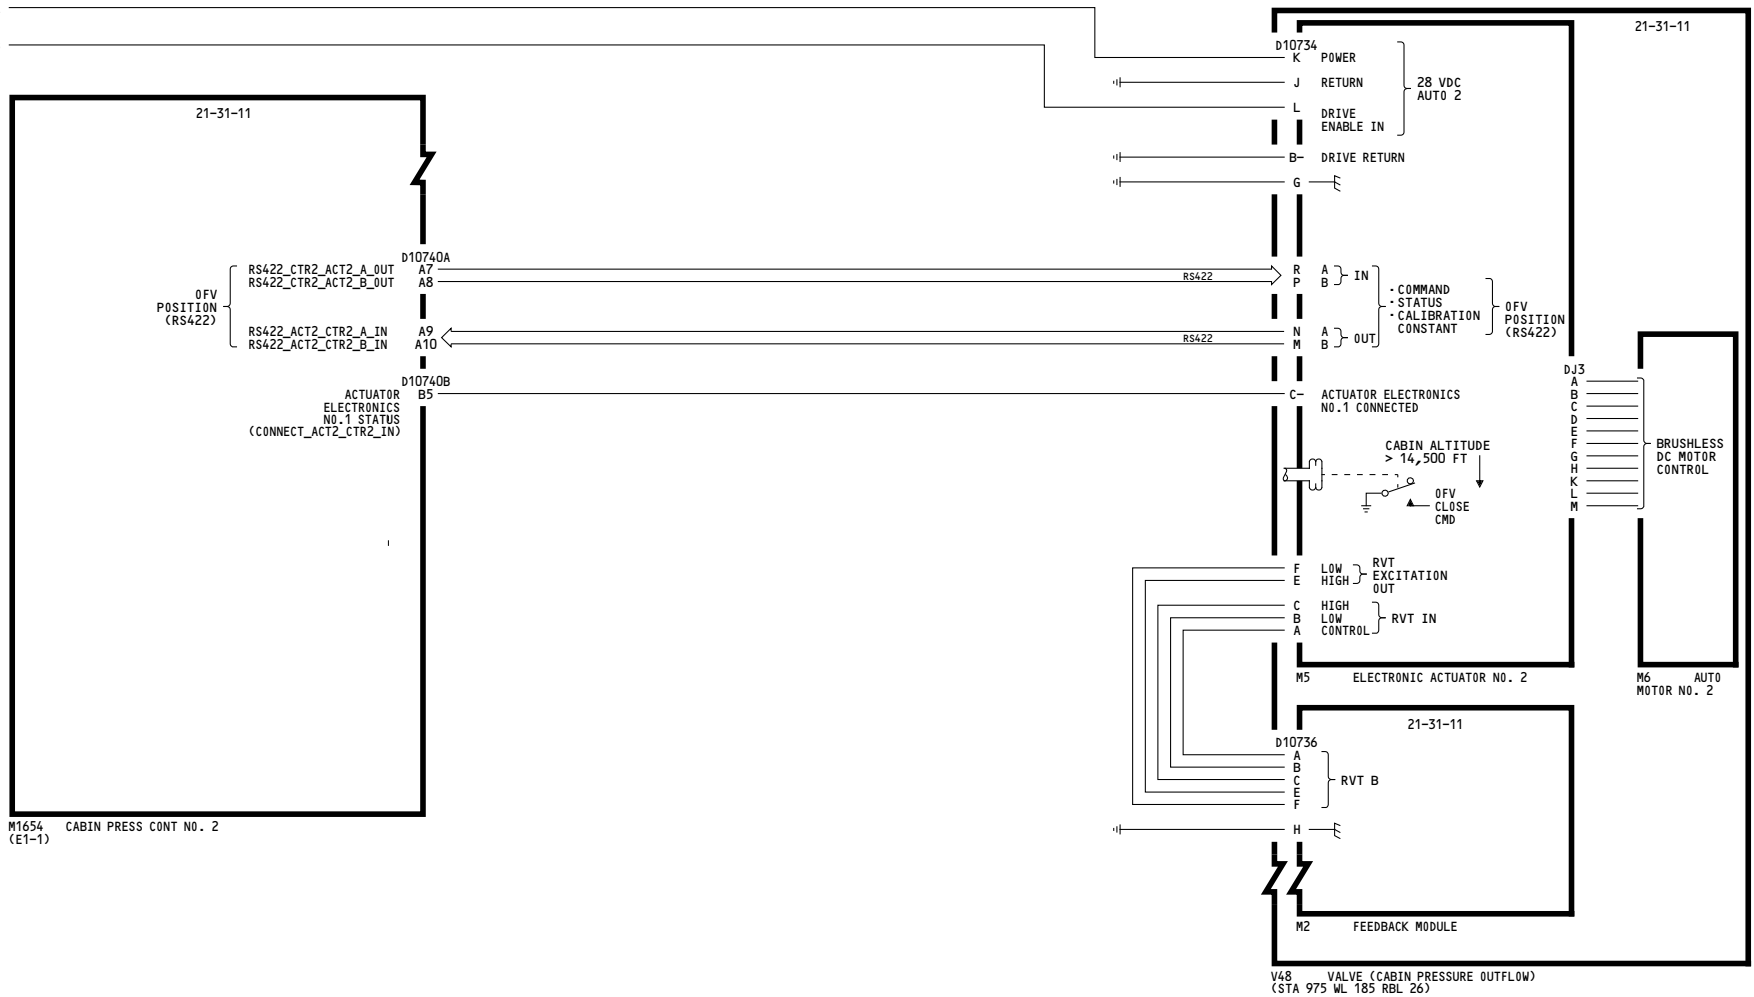 21-31-11
D10734
K POWER
J RETURN
L DRIVE
ENABLE IN
28 VDC
AUTO 2
B- DRIVE RETURN
G
21-31-11
D10740A
RS422_CTR2_ACT2_A_OUT A7
RS422_CTR2_ACT2_B_OUT A8
OFV
POSITION
(RS422)
RS422_ACT2_CTR2_A_IN A9
RS422_ACT2_CTR2_B_IN A10
RS422
RS422
R A
P B
IN
N A
M B
OUT
· COMMAND
· STATUS
· CALIBRATION
CONSTANT
OFV
POSITION
(RS422)
D10740B
ACTUATOR B5
ELECTRONICS
NO.1 STATUS
(CONNECT_ACT2_CTR2_IN)
C- ACTUATOR ELECTRONICS
NO.1 CONNECTED
DJ3
A
B
C
D
E
F
G
H
K
L
M
BRUSHLESS
DC MOTOR
CONTROL
CABIN ALTITUDE
> 14,500 FT
OFV
CLOSE
CMD
F LOW
E HIGH
RVT
EXCITATION
OUT
C HIGH
B LOW
A CONTROL
RVT IN
M5 ELECTRONIC ACTUATOR NO. 2
M6 AUTO
MOTOR NO. 2
21-31-11
D10736
A
B
C
E
F
RVT B
H
M1654 CABIN PRESS CONT NO. 2
(E1-1)
M2 FEEDBACK MODULE
V48 VALVE (CABIN PRESSURE OUTFLOW)
(STA 975 WL 185 RBL 26)